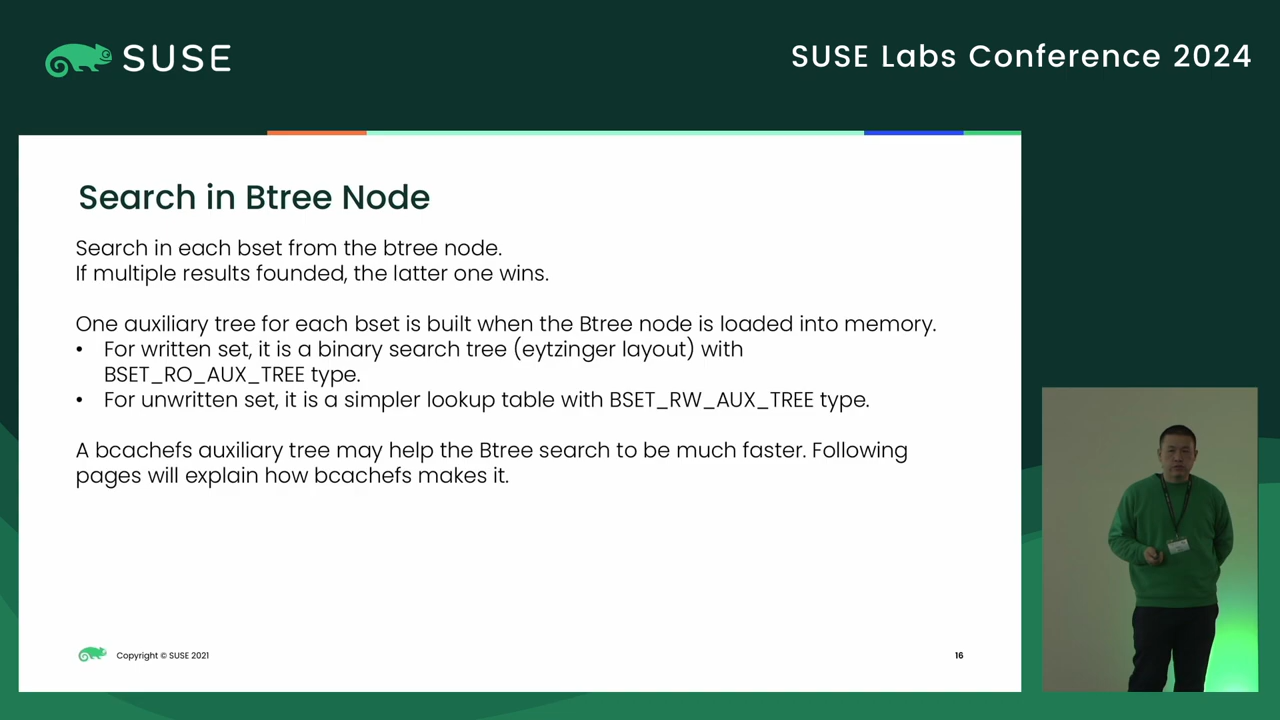 SUSE
SUSE Labs Conference 2024
Search in Btree Node
Search in each bset from the btree node.
If multiple results founded, the latter one wins.
One auxiliary tree for each bset is built when the Btree node is loaded into memory.
• For written set, it is a binary search tree (eytzinger layout) with
BSET_RO_AUX_TREE type.
• For unwritten set, it is a simpler lookup table with BSET_RW_AUX_TREE type.
A bcachefs auxiliary tree may help the Btree search to be much faster. Following
pages will explain how bcachefs makes it.
Copyright © SUSE 2021
16